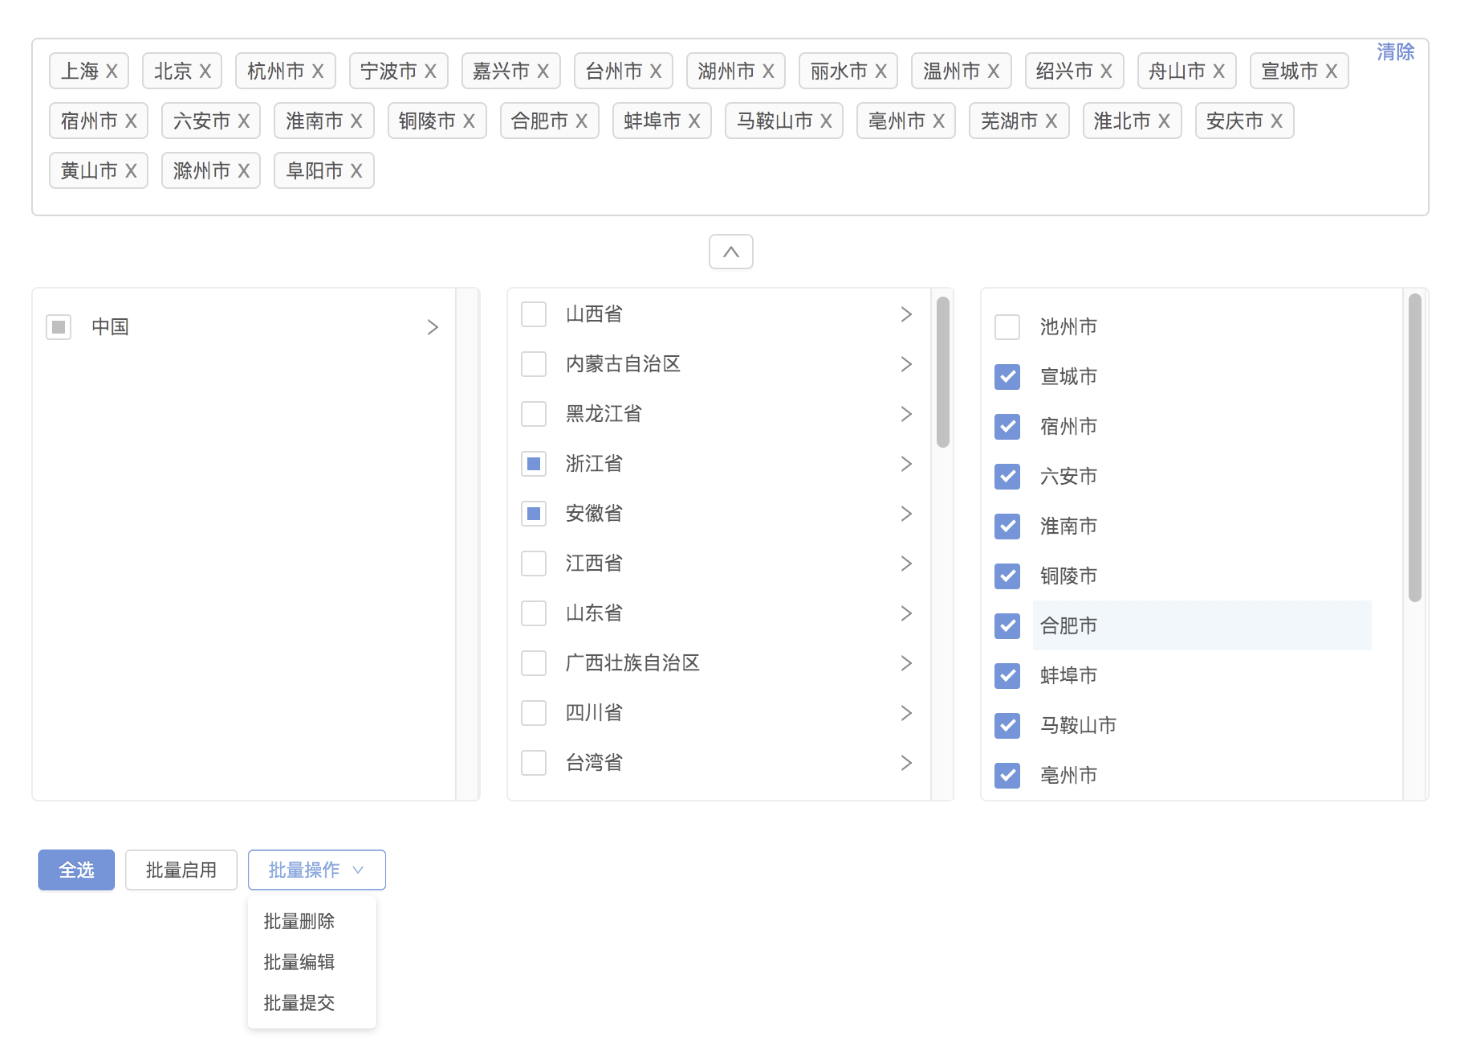 上海 X 北京 X 杭州市 X 宁波市 X 嘉兴市 X 台州市 X 湖州市 X 丽水市 X 温州市 X 绍兴市 X 舟山市 X 宣城市 X 清除
宿州市 X 六安市 X 淮南市 X 铜陵市 X 合肥市 X 蚌埠市 X 马鞍山市 X 亳州市 X 芜湖市 X 淮北市 X 安庆市 X
黄山市 X 滁州市 X 阜阳市 X
中国
山西省
内蒙古自治区
黑龙江省
浙江省
安徽省
江西省
山东省
广西壮族自治区
四川省
台湾省
池州市
宣城市
宿州市
六安市
淮南市
铜陵市
合肥市
蚌埠市
马鞍山市
亳州市
全选 批量启用 批量操作
批量删除
批量编辑
批量提交